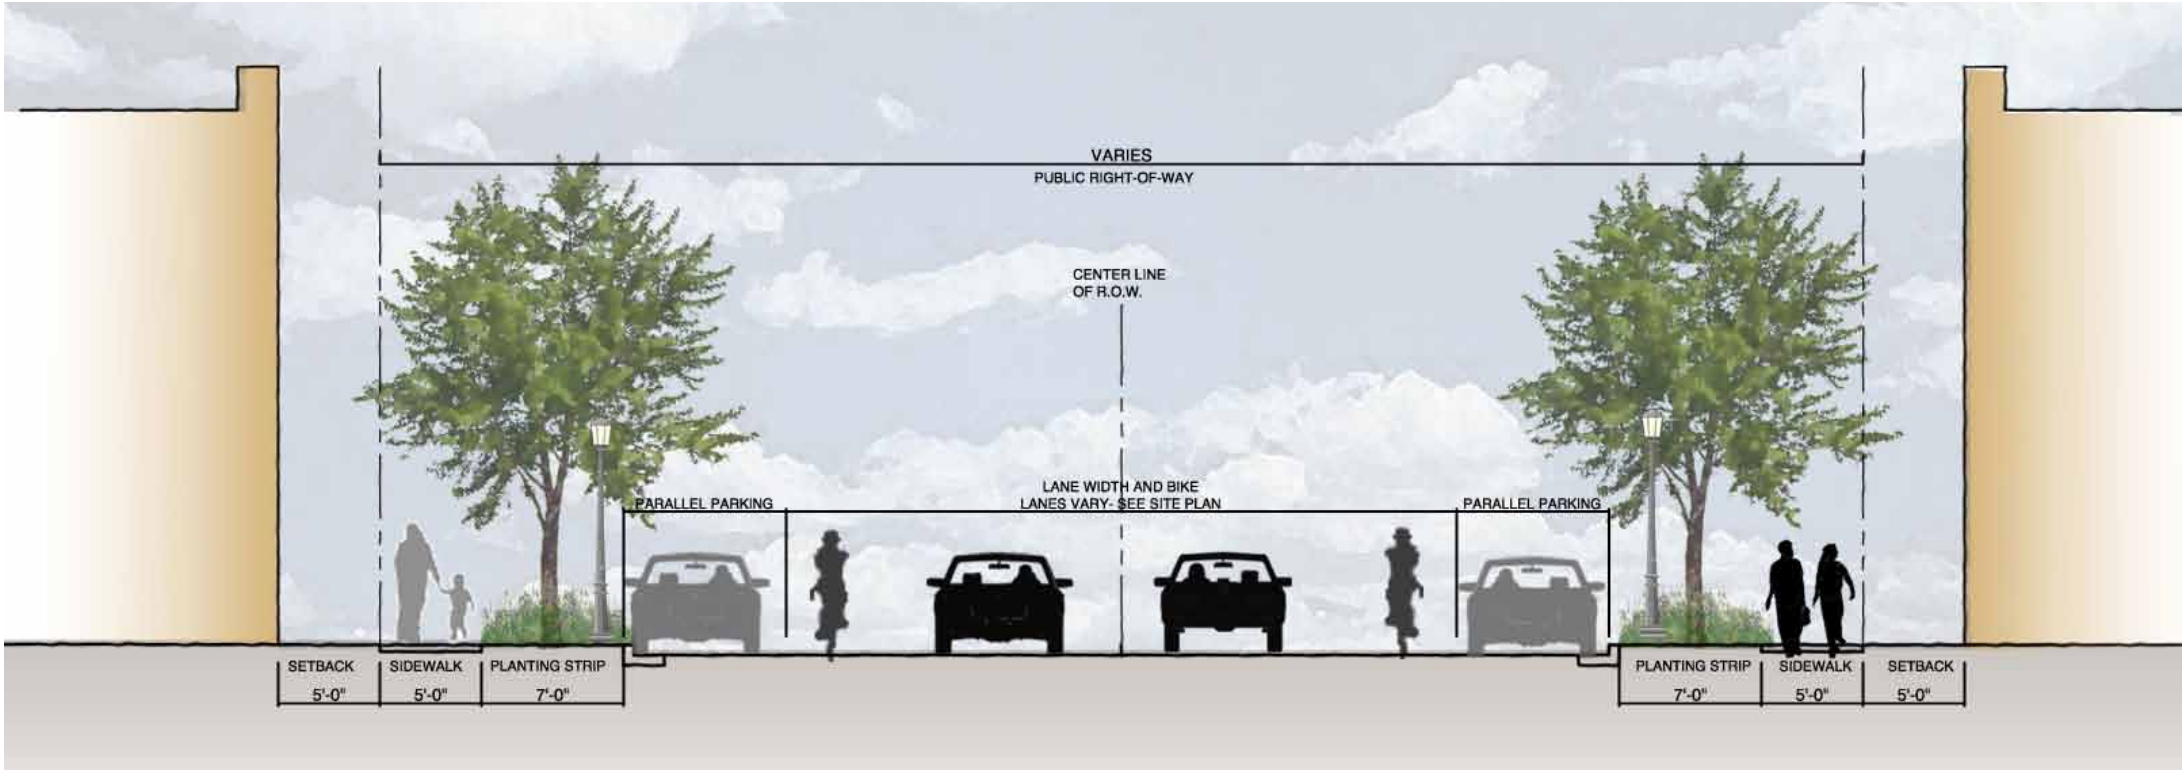 VARIES
PUBLIC RIGHT-OF-WAY
CENTER LINE
OF R.O.W.
LANE WIDTH AND BIKE
LANES VARY- SEE SITE PLAN
PARALLEL PARKING
PARALLEL PARKING
SETBACK
5'-0"
SIDEWALK
5'-0"
PLANTING STRIP
7'-0"
PLANTING STRIP
7'-0"
SIDEWALK
5'-0"
SETBACK
5'-0"